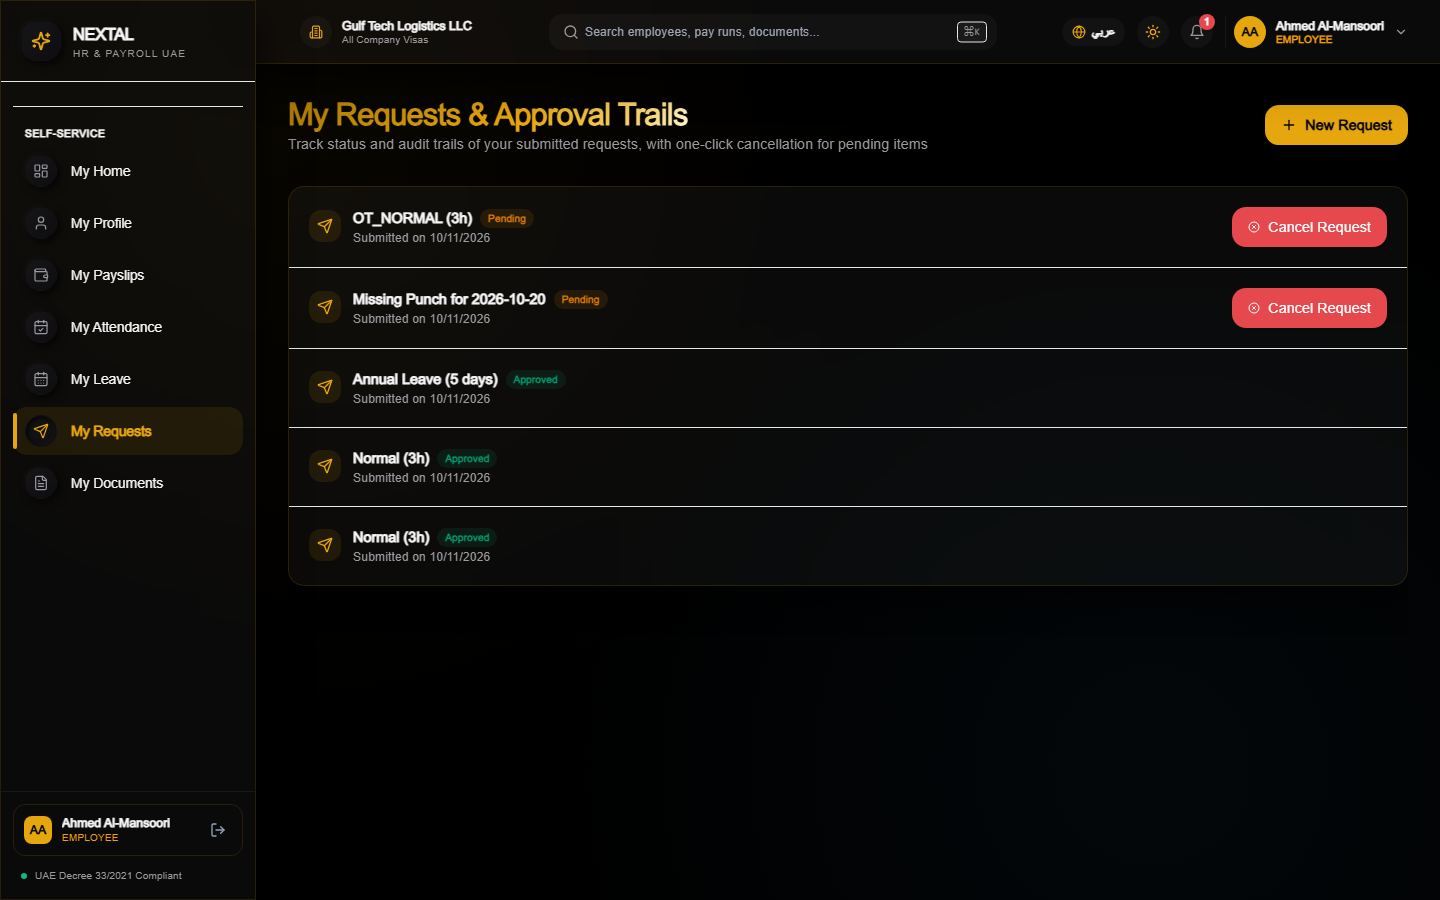 NEXTAL
HR & PAYROLL UAE
Gulf Tech Logistics LLC
All Company Visas
Search employees, pay runs, documents...
⌘K
عربي
1
AA
Ahmed Al-Mansoori
EMPLOYEE
SELF-SERVICE
My Home
My Profile
My Payslips
My Attendance
My Leave
My Requests
My Documents
My Requests & Approval Trails
Track status and audit trails of your submitted requests, with one-click cancellation for pending items
New Request
OT_NORMAL (3h) Pending
Submitted on 10/11/2026
Cancel Request
Missing Punch for 2026-10-20 Pending
Submitted on 10/11/2026
Cancel Request
Annual Leave (5 days) Approved
Submitted on 10/11/2026
Normal (3h) Approved
Submitted on 10/11/2026
Normal (3h) Approved
Submitted on 10/11/2026
AA
Ahmed Al-Mansoori
EMPLOYEE
UAE Decree 33/2021 Compliant